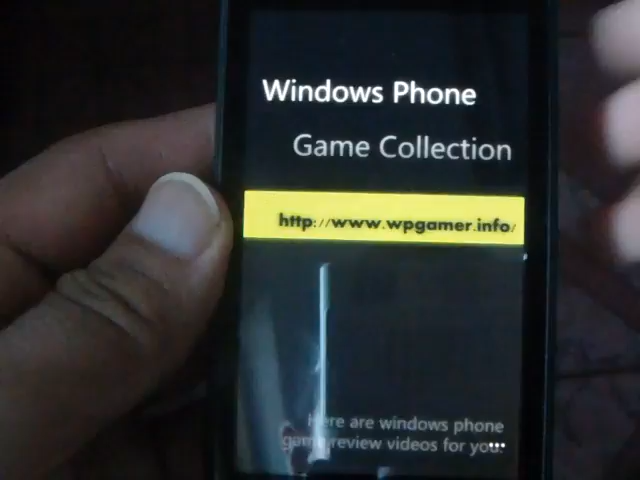 Windows Phone
Game Collection
http://www.wpgamer.info/
Here are windows phone
game review videos for you.